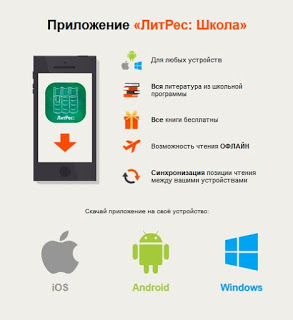 Приложение «ЛитРес: Школа»
Для любых устройств
Вся литература из школьной
программы
ЛитРес:
Все книги бесплатны
Возможность чтения ОФЛАЙН
Синхронизация позиции чтения
между вашими устройствами
Скачай приложение на своё устройство:
iOS
Android
Windows